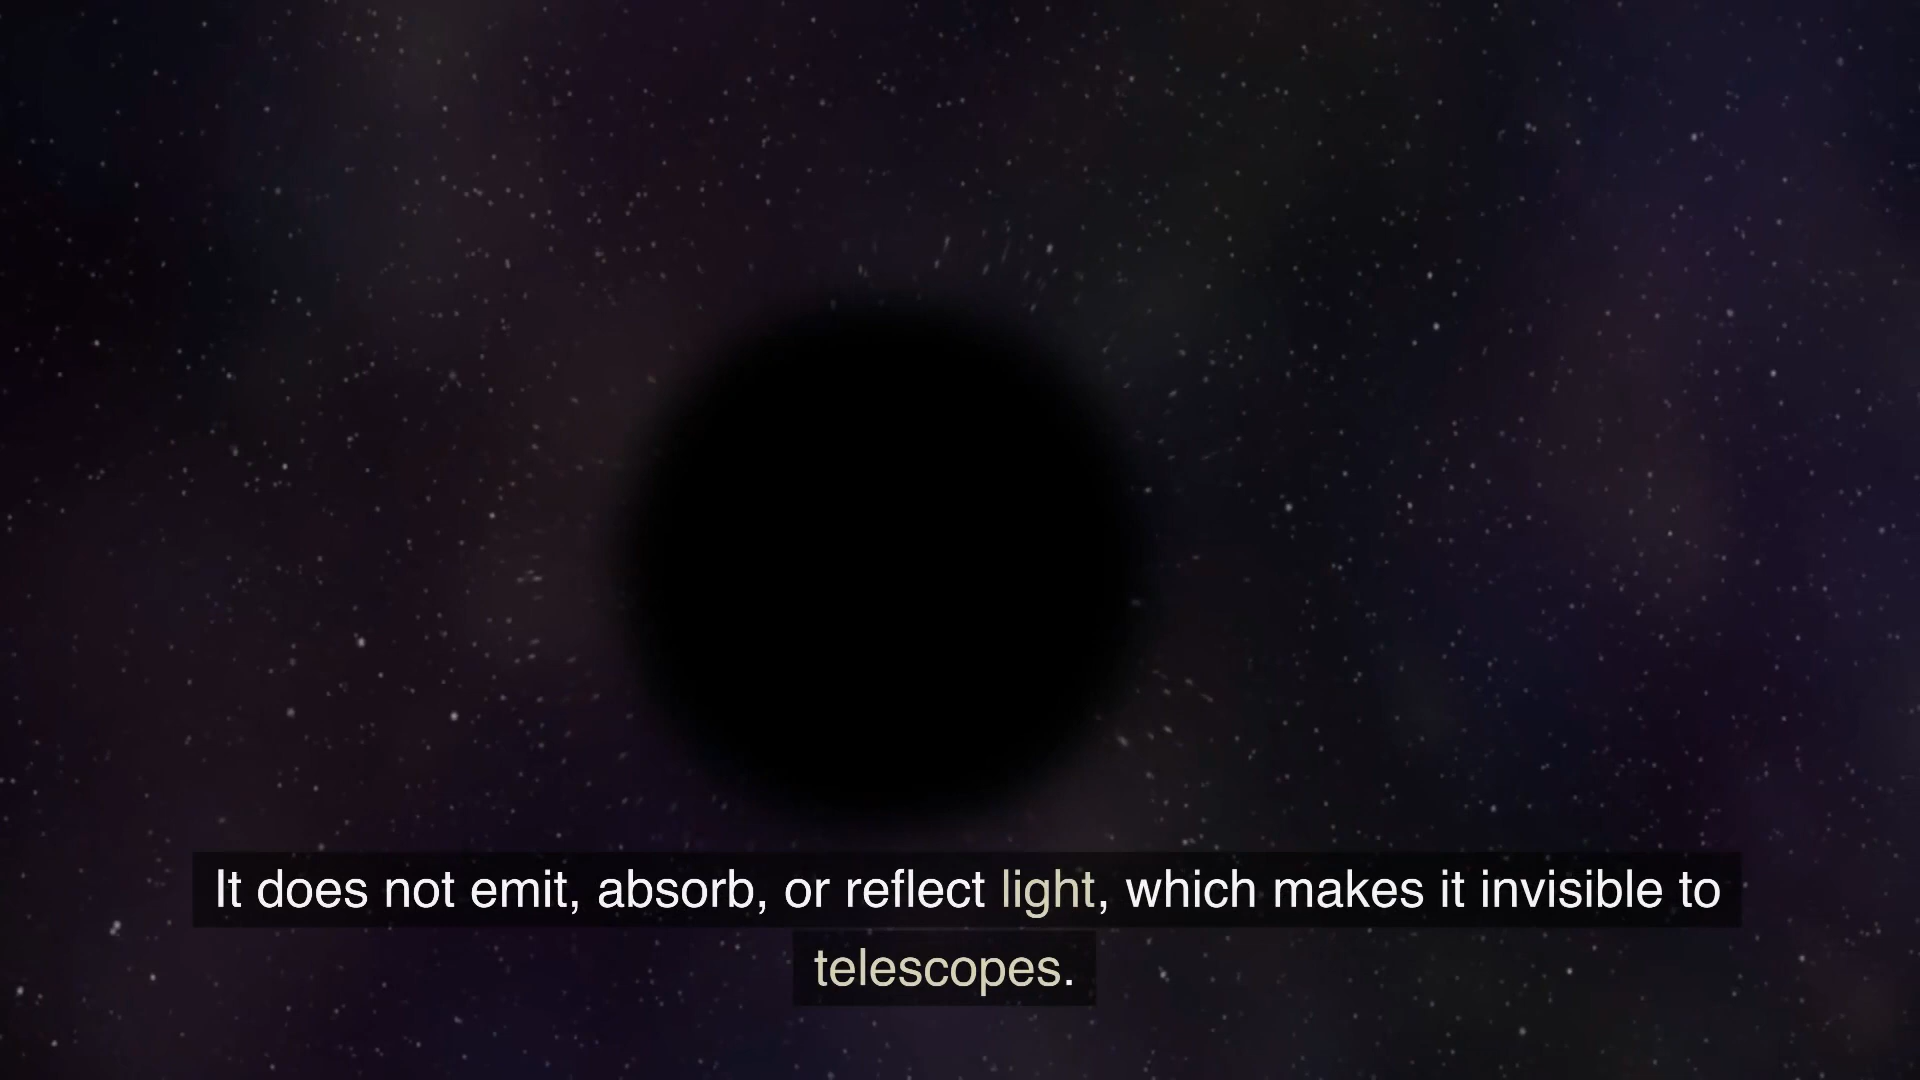 It does not emit, absorb, or reflect light, which makes it invisible to
telescopes.